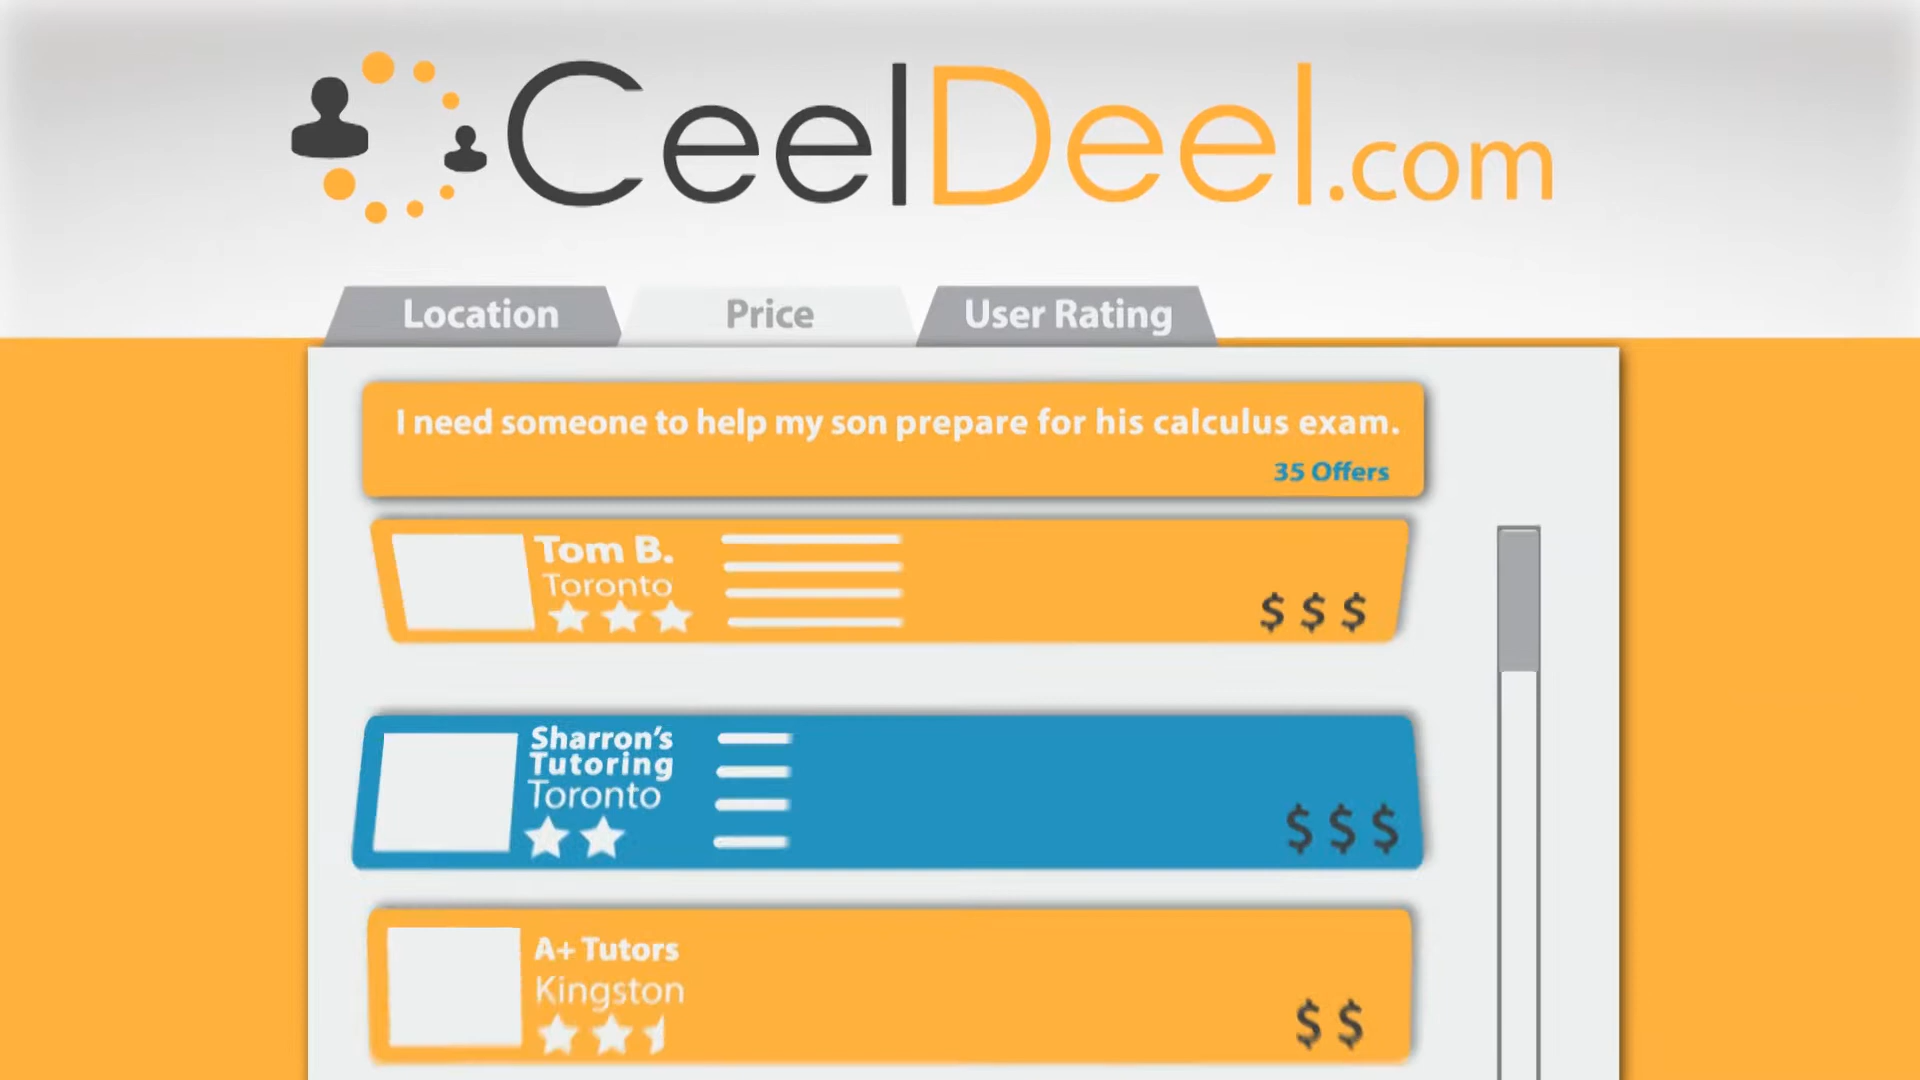 CeelDeel.com
Location Price User Rating
I need someone to help my son prepare for his calculus exam.
35 Offers
Tom B.
Toronto
$ $ $
Sharron's
Tutoring
Toronto
$ $ $
A+ Tutors
Kingston
$ $